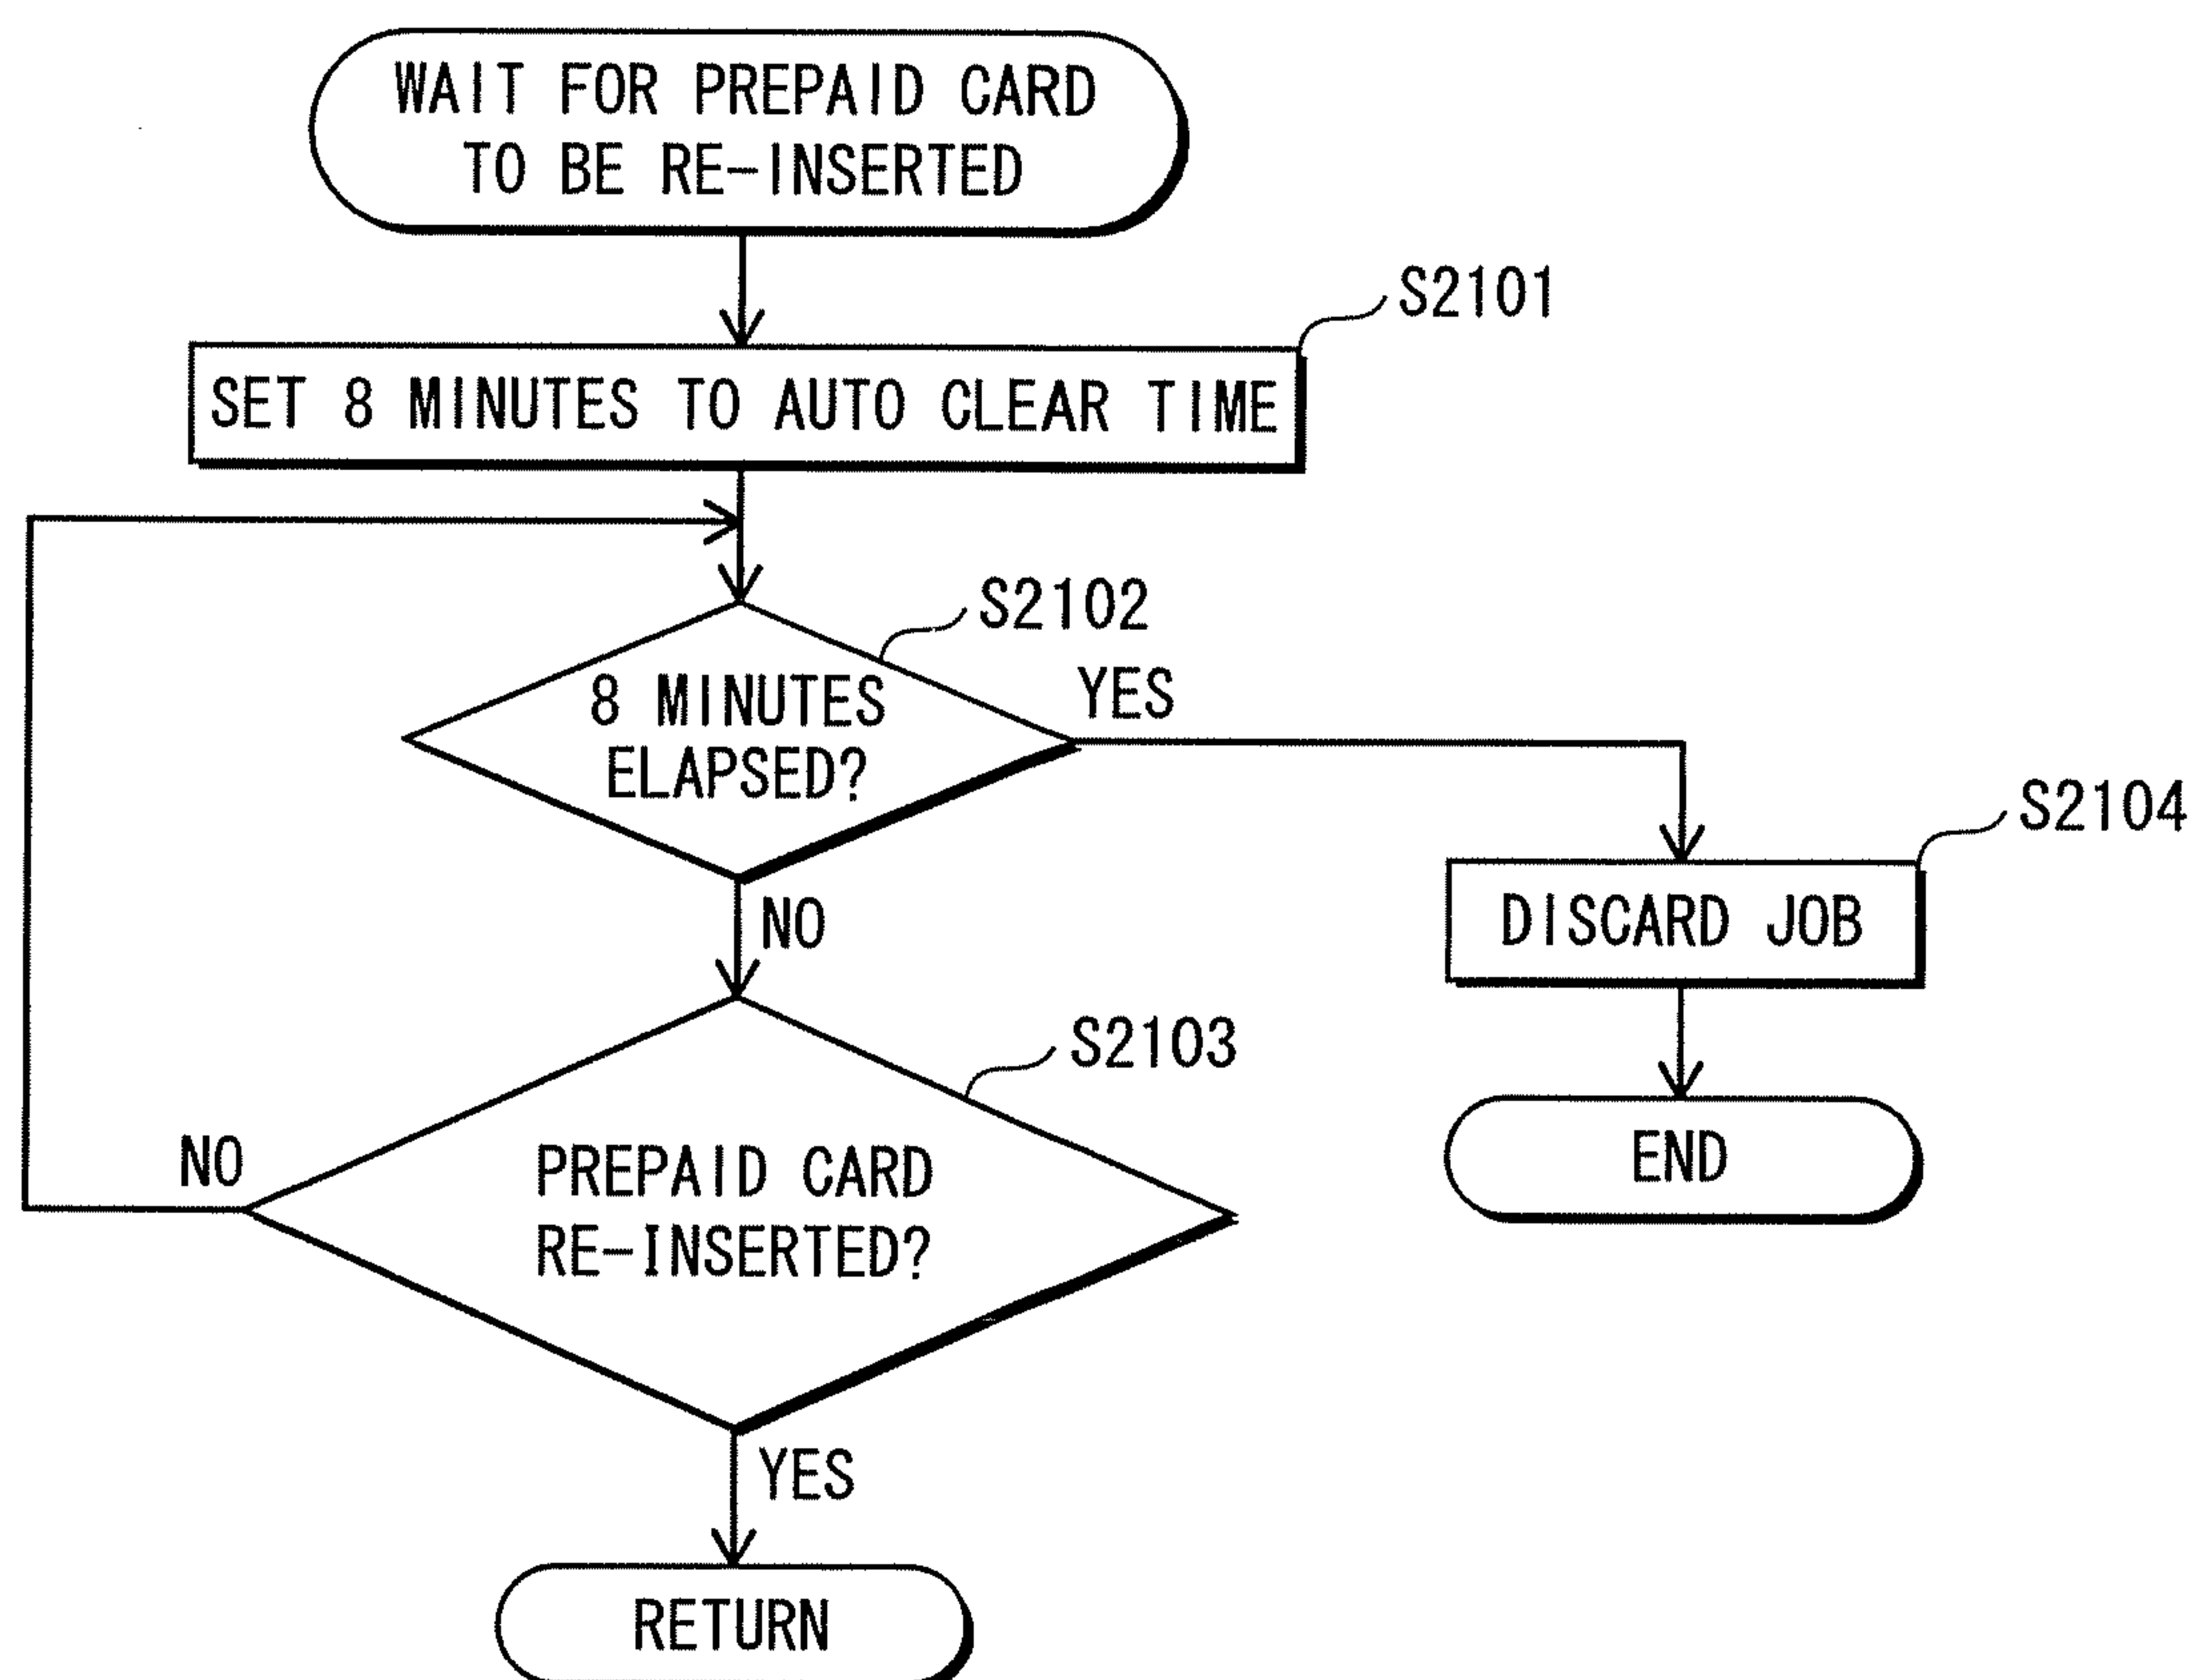 WAIT FOR PREPAID CARD
TO BE RE-INSERTED
S2101
SET 8 MINUTES TO AUTO CLEAR TIME
S2102
8 MINUTES
ELAPSED?
YES
S2104
NO
DISCARD JOB
S2103
END
NO
PREPAID CARD
RE-INSERTED?
YES
RETURN